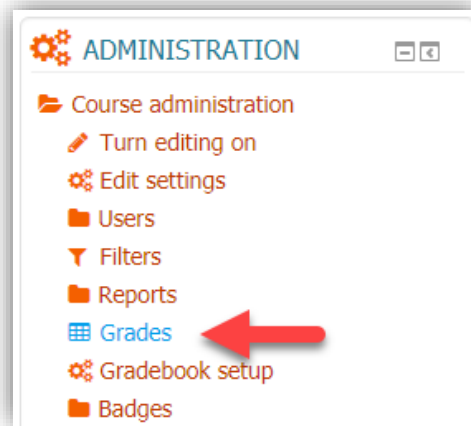 ADMINISTRATION
Course administration
Turn editing on
Edit settings
Users
Filters
Reports
Grades
Gradebook setup
Badges